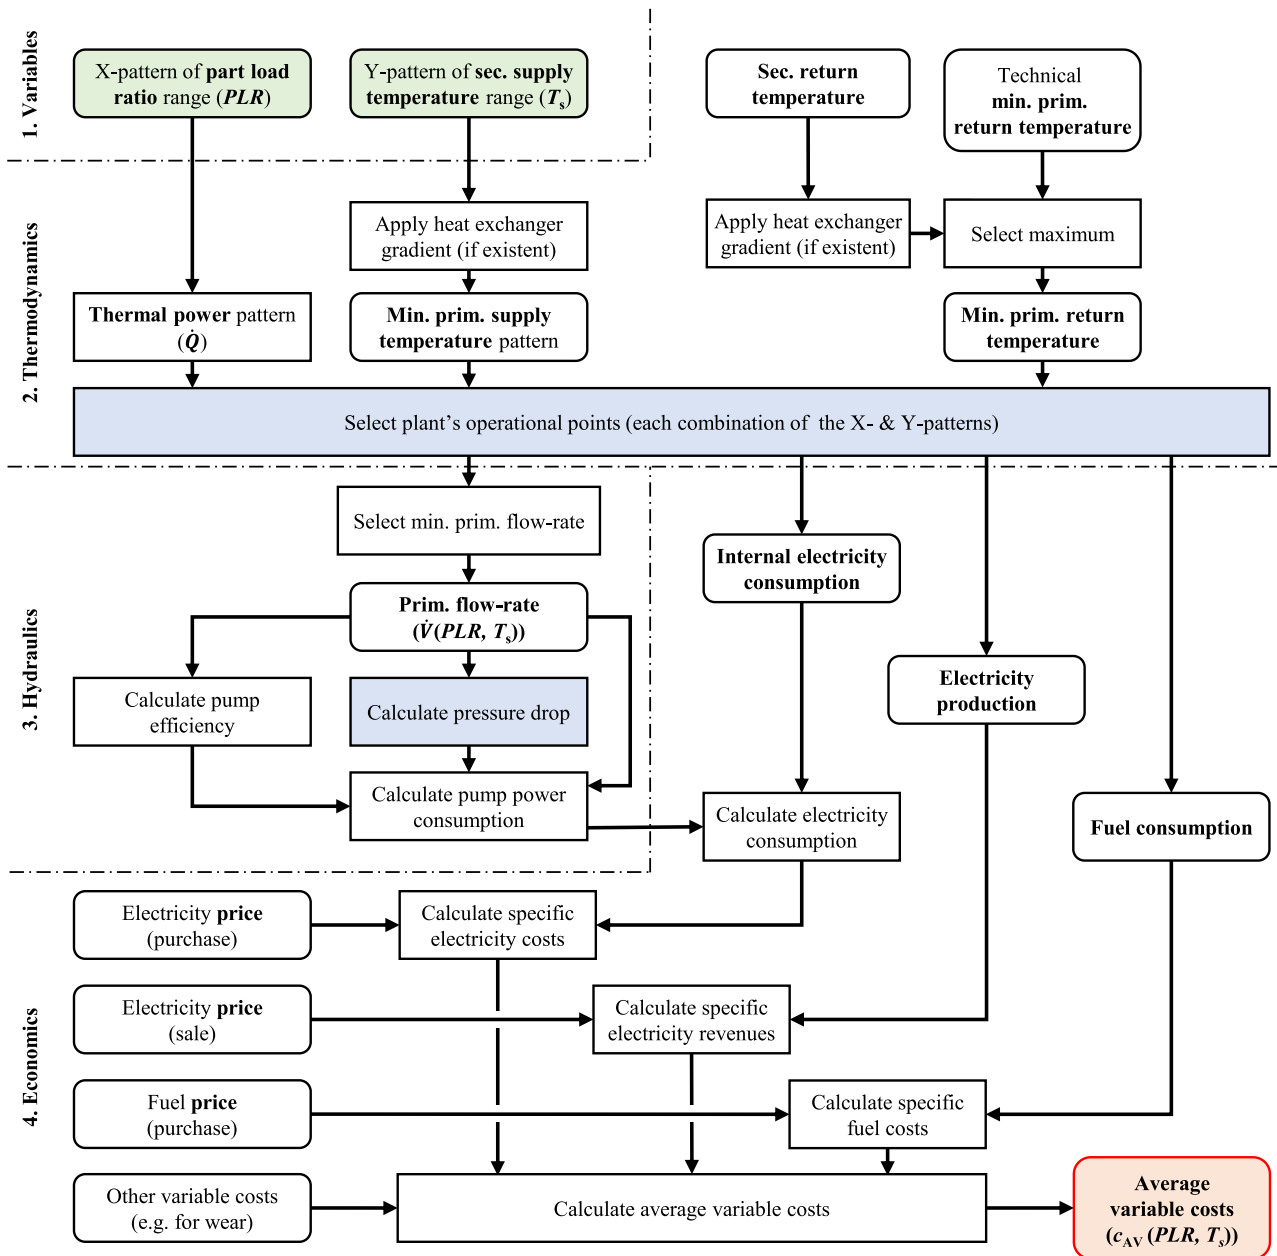 1. Variables
X-pattern of part load
ratio range (PLR)
Y-pattern of sec. supply
temperature range (Ts)
Sec. return
temperature
Technical
min. prim.
return temperature
2. Thermodynamics
Apply heat exchanger
gradient (if existent)
Apply heat exchanger
gradient (if existent)
Select maximum
Thermal power pattern
(Q̇)
Min. prim. supply
temperature pattern
Min. prim. return
temperature
Select plant's operational points (each combination of the X- & Y-patterns)
3. Hydraulics
Select min. prim. flow-rate
Internal electricity
consumption
Prim. flow-rate
(V̇(PLR, Ts))
Electricity
production
Calculate pump
efficiency
Calculate pressure drop
Calculate pump power
consumption
Calculate electricity
consumption
Fuel consumption
4. Economics
Electricity price
(purchase)
Calculate specific
electricity costs
Electricity price
(sale)
Calculate specific
electricity revenues
Fuel price
(purchase)
Calculate specific
fuel costs
Other variable costs
(e.g. for wear)
Calculate average variable costs
Average
variable costs
(cAV (PLR, Ts))